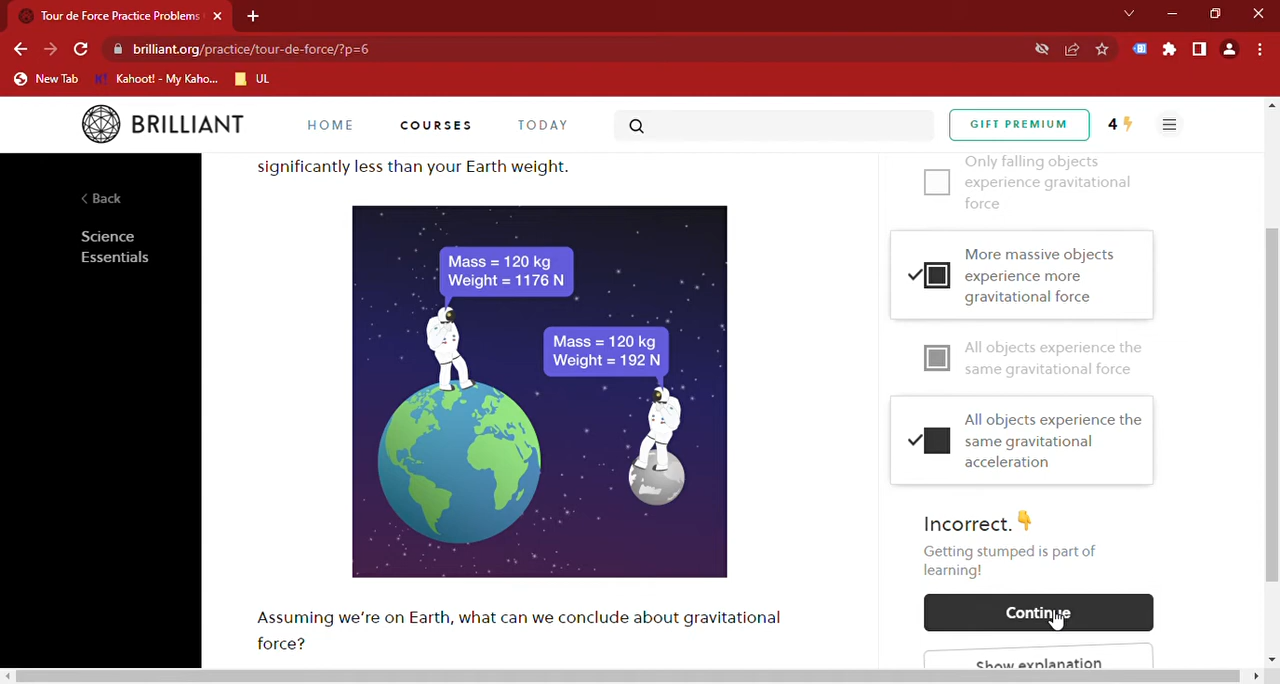 Tour de Force Practice Problems
brilliant.org/practice/tour-de-force/?p=6
New Tab
Kahoot! - My Kaho...
UL
BRILLIANT
HOME
COURSES
TODAY
GIFT PREMIUM
4
< Back
Science
Essentials
significantly less than your Earth weight.
Mass = 120 kg
Weight = 1176 N
Mass = 120 kg
Weight = 192 N
Assuming we're on Earth, what can we conclude about gravitational
force?
Only falling objects
experience gravitational
force
More massive objects
experience more
gravitational force
All objects experience the
same gravitational force
All objects experience the
same gravitational
acceleration
Incorrect.
Getting stumped is part of
learning!
Continue
Show explanation